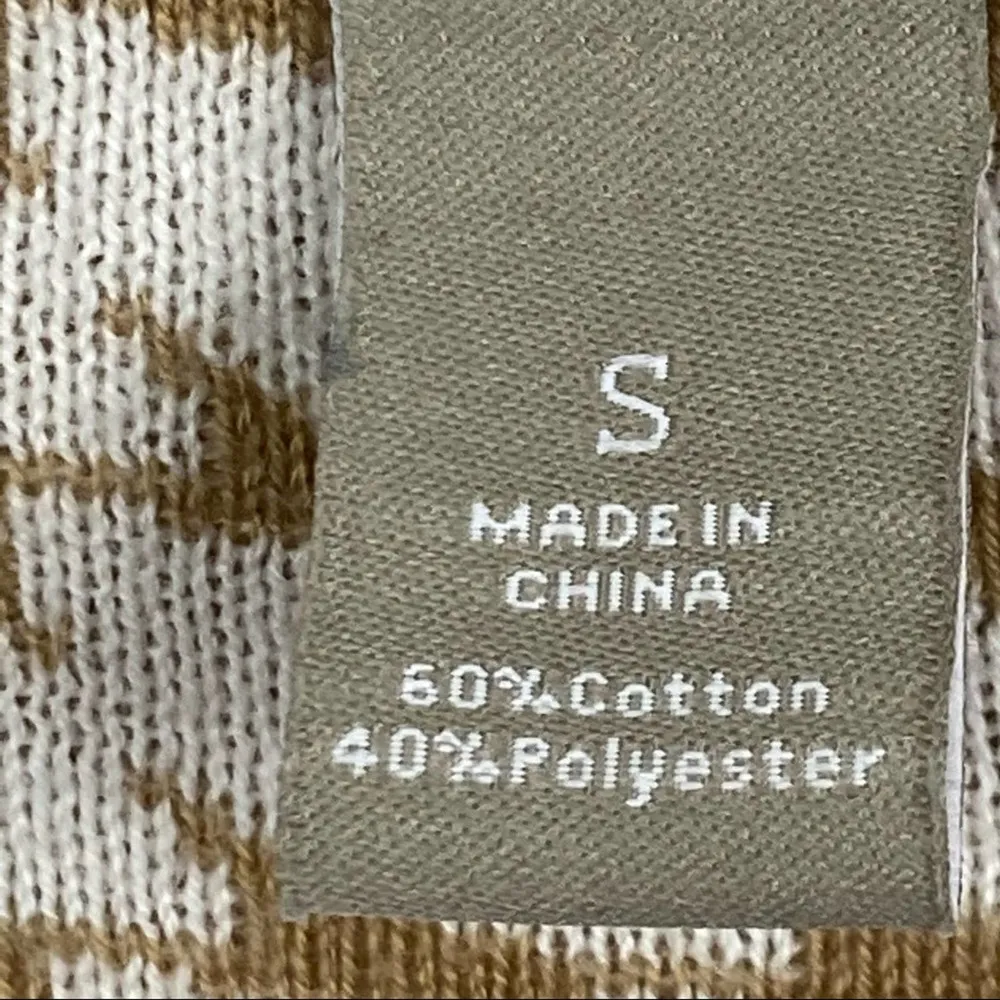 S
MADE IN
CHINA
60%Cotton
40%Polyester